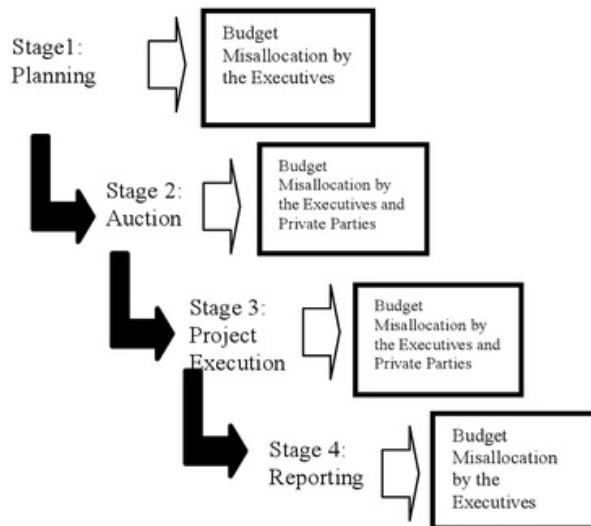 Stage1:
Planning
Budget
Misallocation by
the Executives
Stage 2:
Auction
Budget
Misallocation by
the Executives and
Private Parties
Stage 3:
Project
Execution
Budget
Misallocation by
the Executives and
Private Parties
Stage 4:
Reporting
Budget
Misallocation
by the
Executives